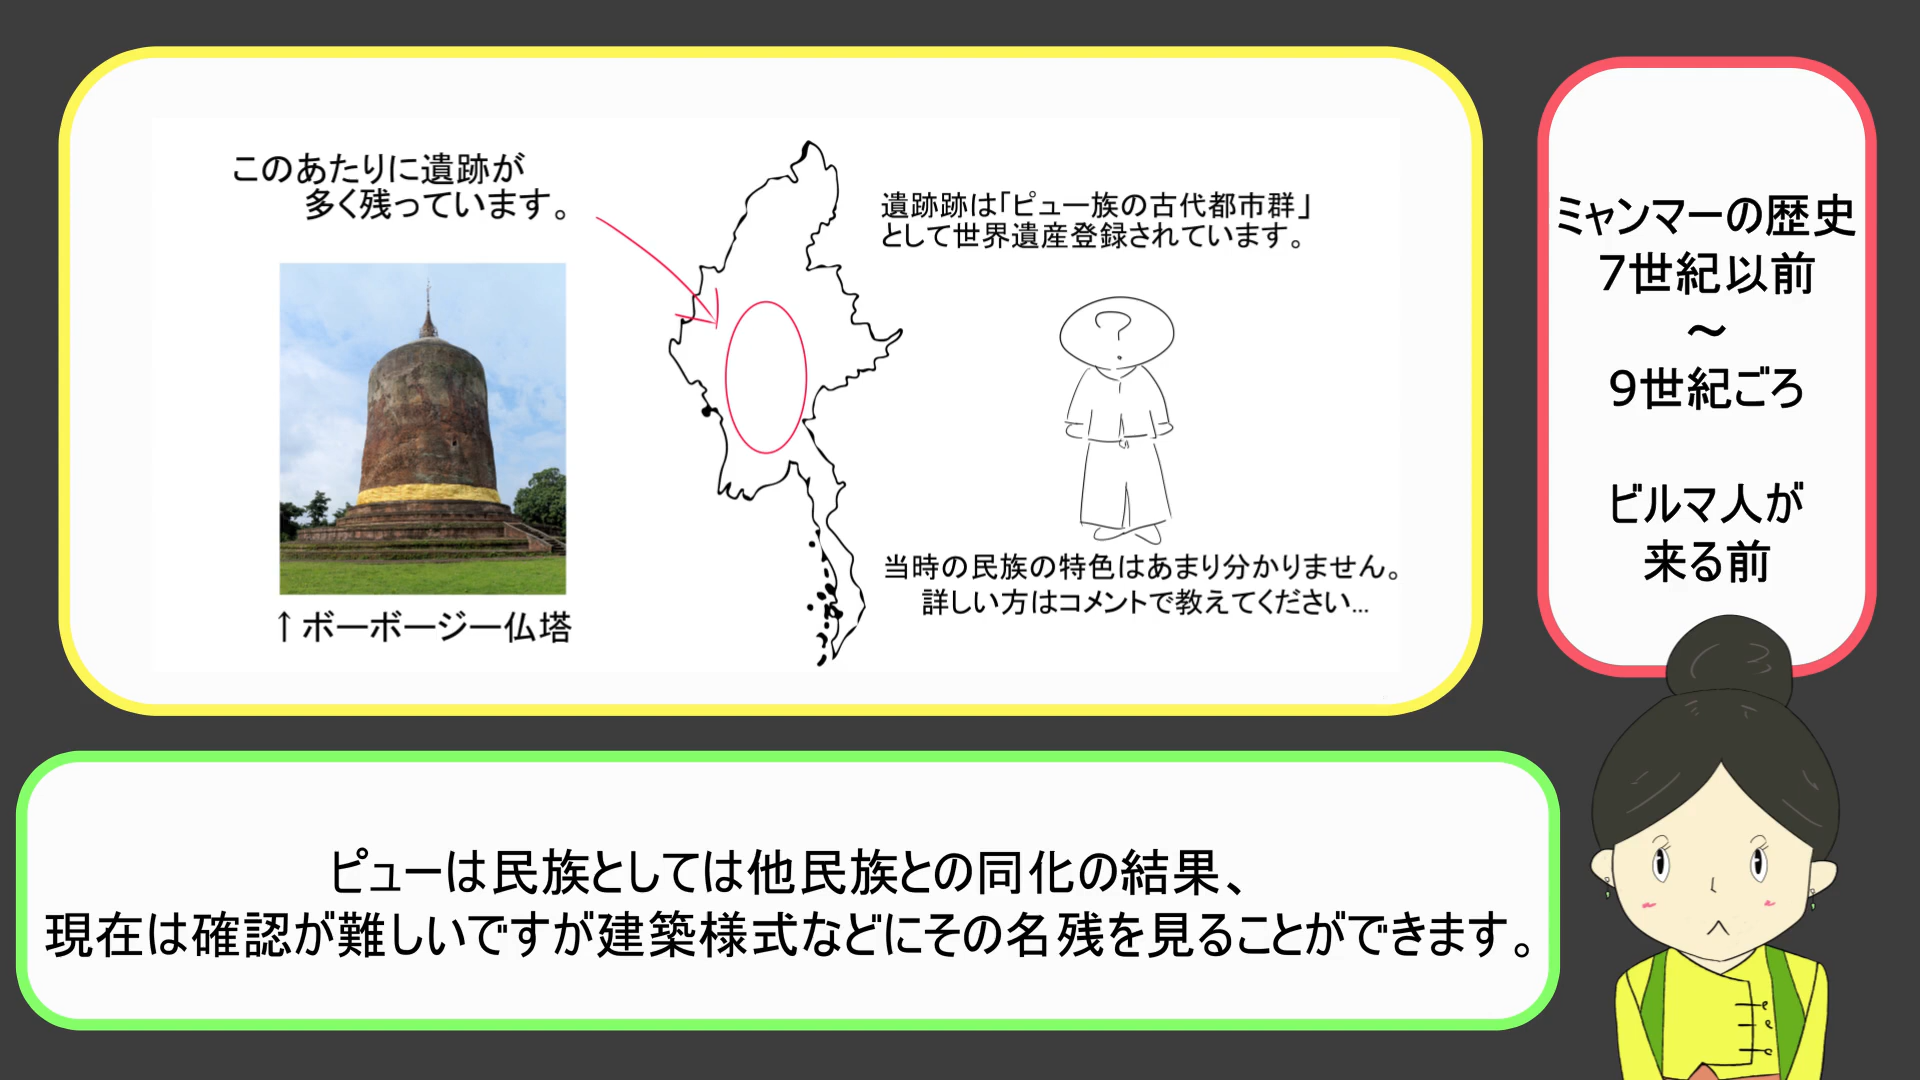 このあたりに遺跡が
多く残っています。
↑ボーボージー仏塔
遺跡跡は「ピュー族の古代都市群」
として世界遺産登録されています。
?
当時の民族の特色はあまり分かりません。
詳しい方はコメントで教えてください...
ミャンマーの歴史
7世紀以前
～
9世紀ごろ
ビルマ人が
来る前
ピューは民族としては他民族との同化の結果、
現在は確認が難しいですが建築様式などにその名残を見ることができます。